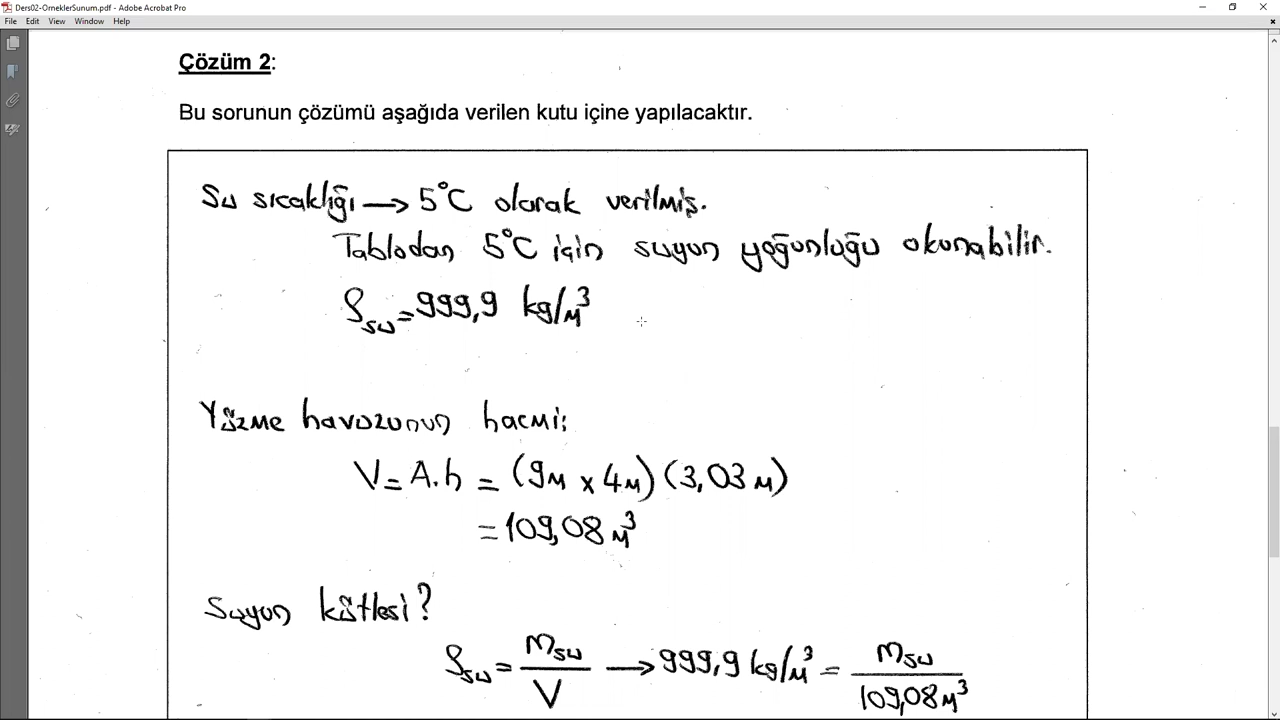 Ders02-OrneklerSunum.pdf - Adobe Acrobat Pro
File Edit View Window Help
Çözüm 2:
Bu sorunun çözümü aşağıda verilen kutu içine yapılacaktır.
Su sıcaklığı → 5°C olarak verilmiş.
Tablodan 5°C için suyun yoğunluğu okunabilir.
ρsu = 999,9 kg/m³
Yüzme havuzunun hacmi;
V = A.h = (9m x 4m) (3,03 m)
= 109,08 m³
Suyun kütlesi?
ρsu = msu / V → 999,9 kg/m³ = msu / 109,08 m³